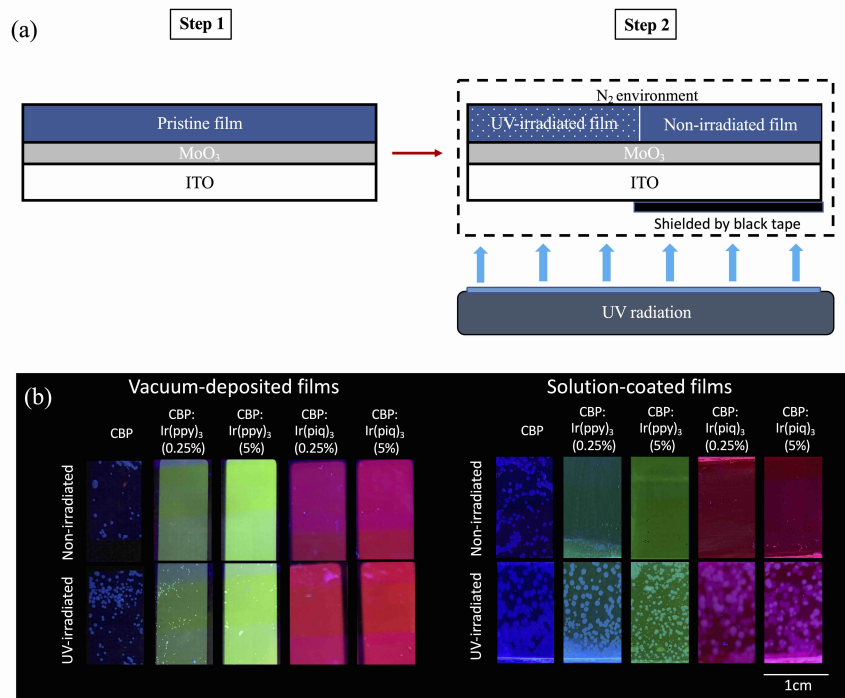 (a)
Step 1
Step 2
Pristine film
MoO3
ITO
N2 environment
UV-irradiated film
Non-irradiated film
MoO3
ITO
Shielded by black tape
UV radiation
(b)
Vacuum-deposited films
Solution-coated films
CBP
CBP:
Ir(ppy)3
(0.25%)
CBP:
Ir(ppy)3
(5%)
CBP:
Ir(piq)3
(0.25%)
CBP:
Ir(piq)3
(5%)
CBP
CBP:
Ir(ppy)3
(0.25%)
CBP:
Ir(ppy)3
(5%)
CBP:
Ir(piq)3
(0.25%)
CBP:
Ir(piq)3
(5%)
Non-irradiated
UV-irradiated
Non-irradiated
UV-irradiated
1cm